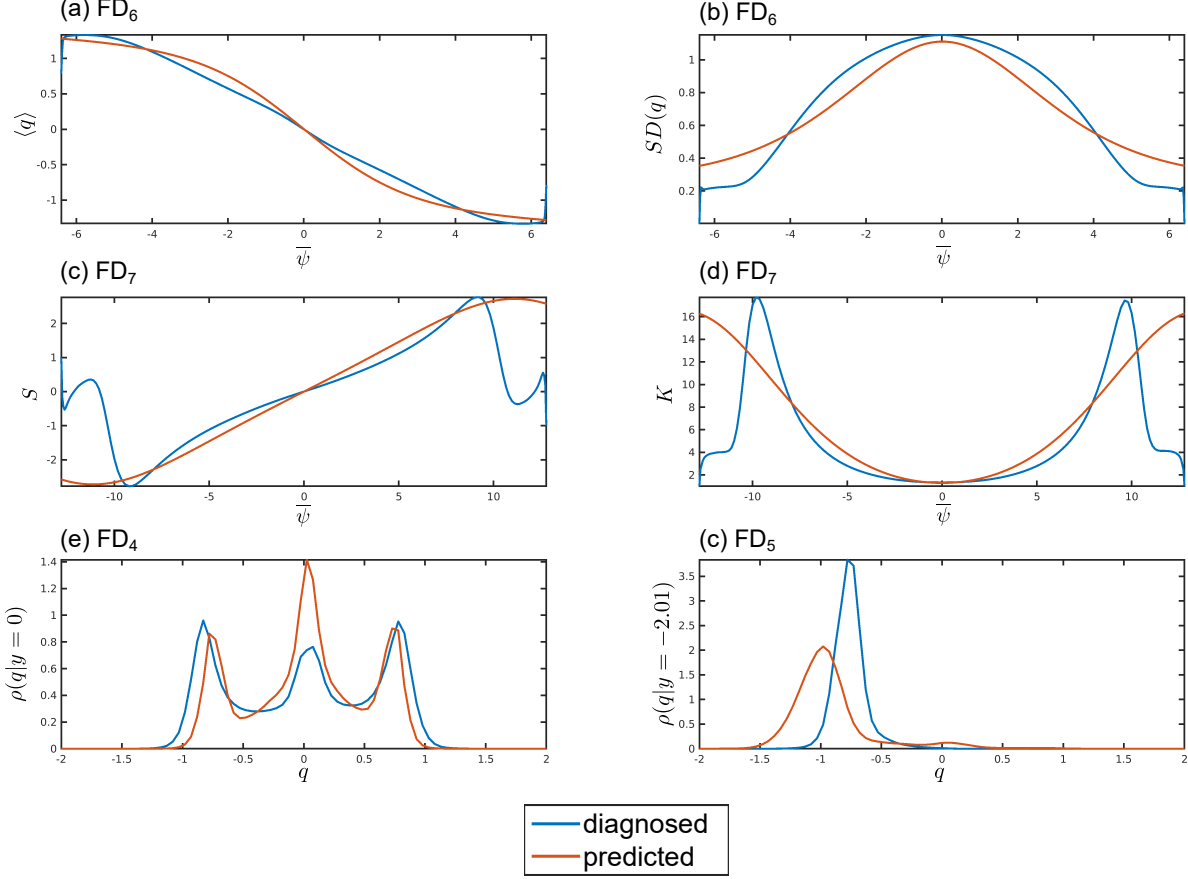 (a) FD6
(b) FD6
1
0.5
0
-0.5
-1
⟨q⟩
-6 -4 -2 0 2 4 6
ψ̅
1
0.8
0.6
0.4
0.2
SD(q)
-6 -4 -2 0 2 4 6
ψ̅
(c) FD7
(d) FD7
2
1
0
-1
-2
S
-10 -5 0 5 10
ψ̅
16
14
12
10
8
6
4
2
K
-10 -5 0 5 10
ψ̅
(e) FD4
(c) FD5
1.4
1.2
1
0.8
0.6
0.4
0.2
0
ρ(q|y = 0)
-2 -1.5 -1 -0.5 0 0.5 1 1.5 2
q
3.5
3
2.5
2
1.5
1
0.5
0
ρ(q|y = −2.01)
-2 -1.5 -1 -0.5 0 0.5 1 1.5 2
q
diagnosed
predicted